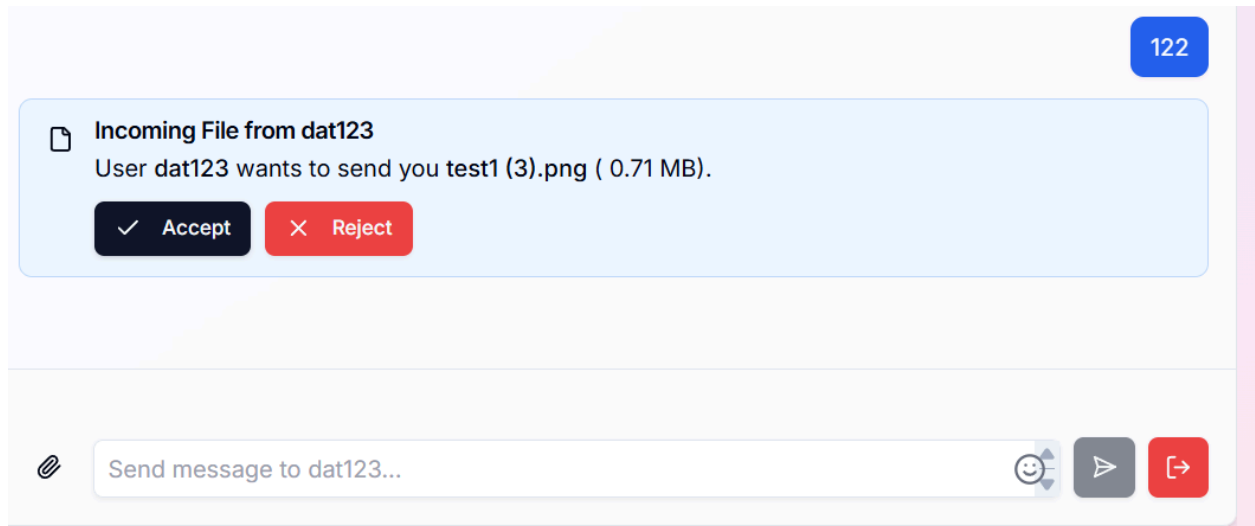 122
Incoming File from dat123
User dat123 wants to send you test1 (3).png ( 0.71 MB).
Accept
Reject
Send message to dat123...